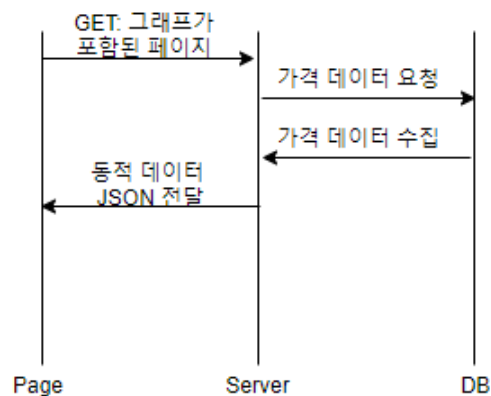 GET: 그래프가
포함된 페이지
가격 데이터 요청
가격 데이터 수집
동적 데이터
JSON 전달
Page
Server
DB